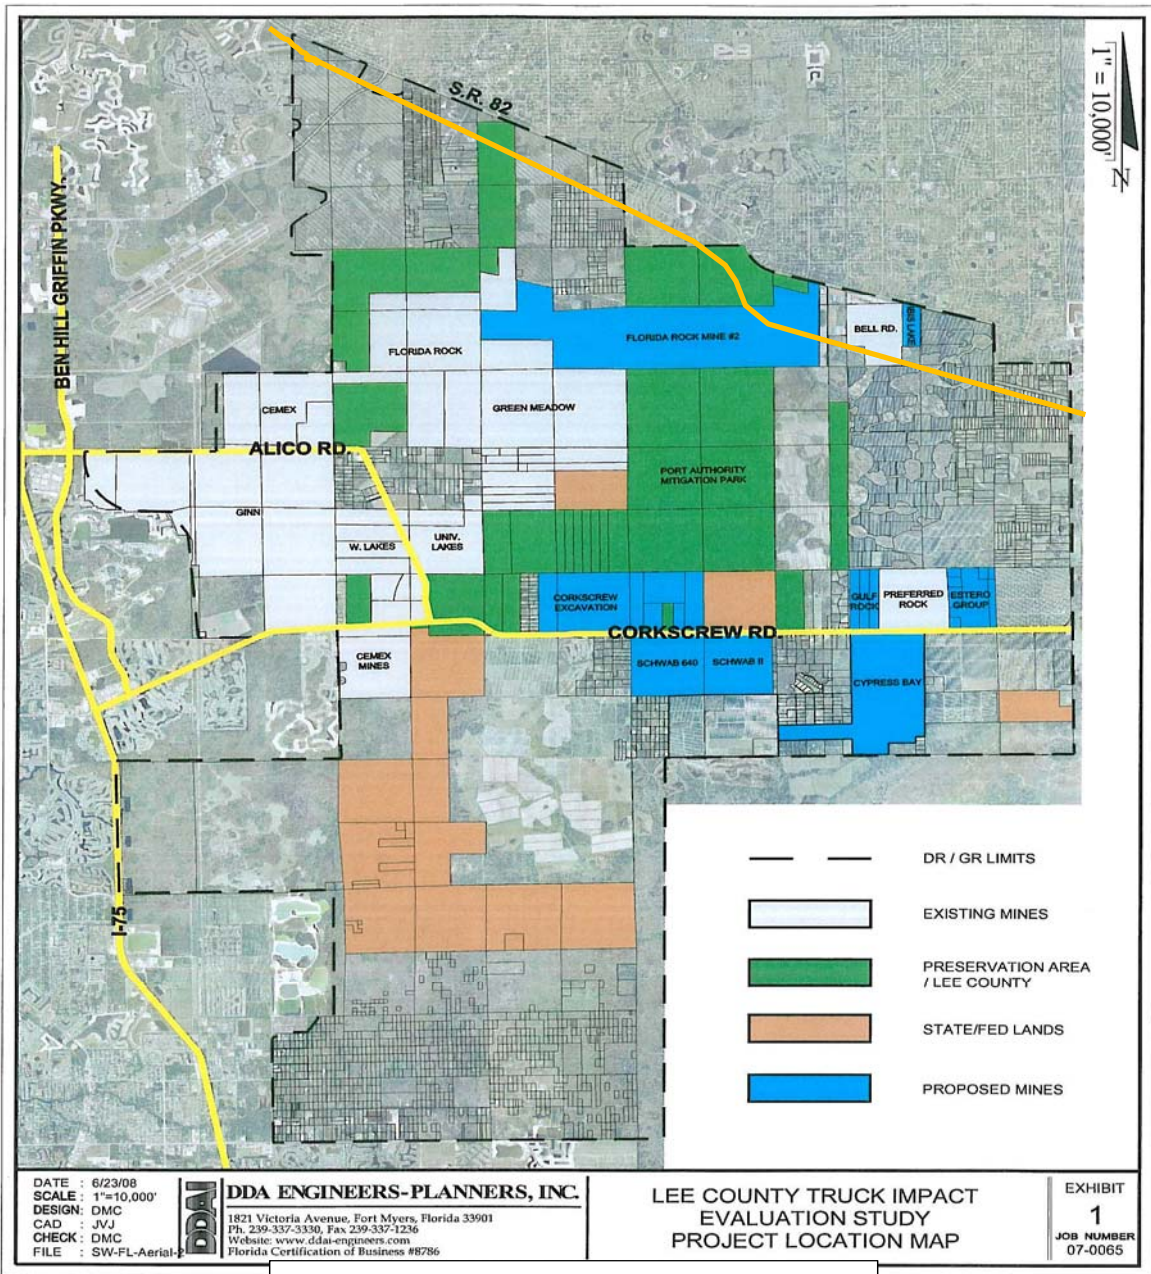 S.R. 82
1" = 10,000'
N
BEN HILL GRIFFIN PKWY.
FLORIDA ROCK
FLORIDA ROCK MINE #2
BELL RD.
IBIS LAKE
CEMEX
GREEN MEADOW
ALICO RD.
PORT AUTHORITY
MITIGATION PARK
GINN
W. LAKES
UNIV.
LAKES
CORKSCREW
EXCAVATION
GULF
ROCK
PREFERRED
ROCK
ESTERO
GROUP
CORKSCREW RD.
CEMEX
MINES
SCHWAB 640
SCHWAB II
CYPRESS BAY
I-75
DR / GR LIMITS
EXISTING MINES
PRESERVATION AREA
/ LEE COUNTY
STATE/FED LANDS
PROPOSED MINES
DATE : 6/23/08
SCALE : 1"=10,000'
DESIGN: DMC
CAD : JVJ
CHECK : DMC
FILE : SW-FL-Aerial-2
DDAI
DDA ENGINEERS-PLANNERS, INC.
1821 Victoria Avenue, Fort Myers, Florida 33901
Ph. 239-337-3330, Fax 239-337-1236
Website: www.ddai-engineers.com
Florida Certification of Business #8786
LEE COUNTY TRUCK IMPACT
EVALUATION STUDY
PROJECT LOCATION MAP
EXHIBIT
1
JOB NUMBER
07-0065